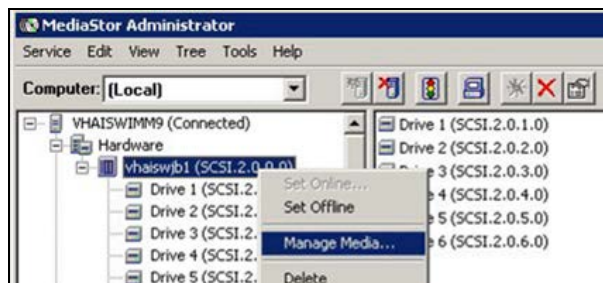 MediaStor Administrator
Service Edit View Tree Tools Help
Computer: (Local)
VHAISWIMM9 (Connected)
Hardware
vhaiswjb1 (SCSI.2.0.0.0)
Drive 1 (SCSI.2.
Drive 2 (SCSI.2.
Drive 3 (SCSI.2.
Drive 4 (SCSI.2.
Drive 5 (SCSI.2.
Set Online...
Set Offline
Manage Media...
Delete
Drive 1 (SCSI.2.0.1.0)
Drive 2 (SCSI.2.0.2.0)
3 (SCSI.2.0.3.0)
e 4 (SCSI.2.0.4.0)
e 5 (SCSI.2.0.5.0)
e 6 (SCSI.2.0.6.0)